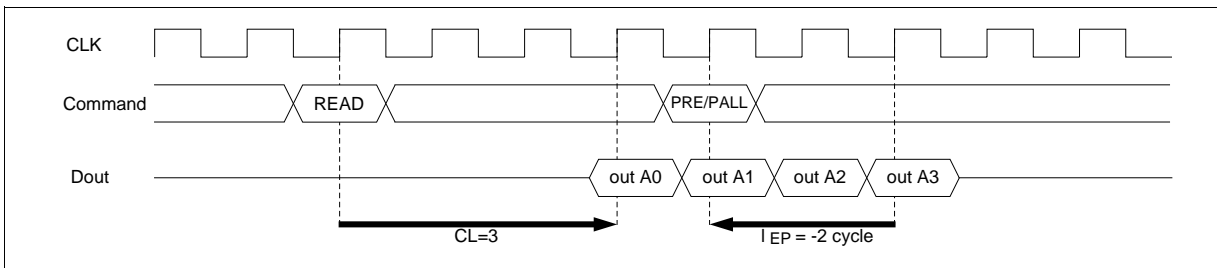 CLK
Command READ PRE/PALL
Dout out A0 out A1 out A2 out A3
CL=3 l EP = -2 cycle